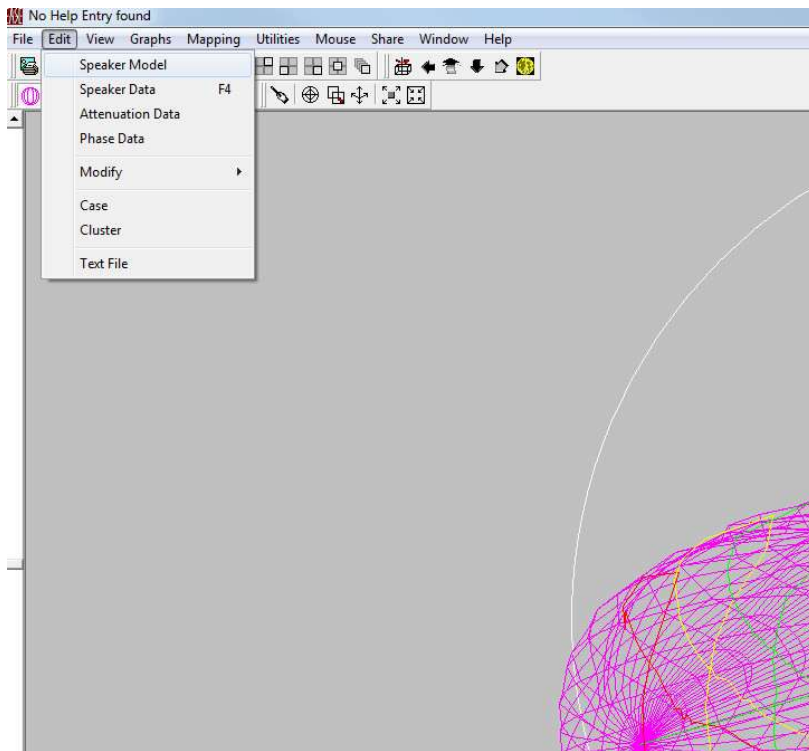 No Help Entry found
File Edit View Graphs Mapping Utilities Mouse Share Window Help
Speaker Model
Speaker Data F4
Attenuation Data
Phase Data
Modify
Case
Cluster
Text File